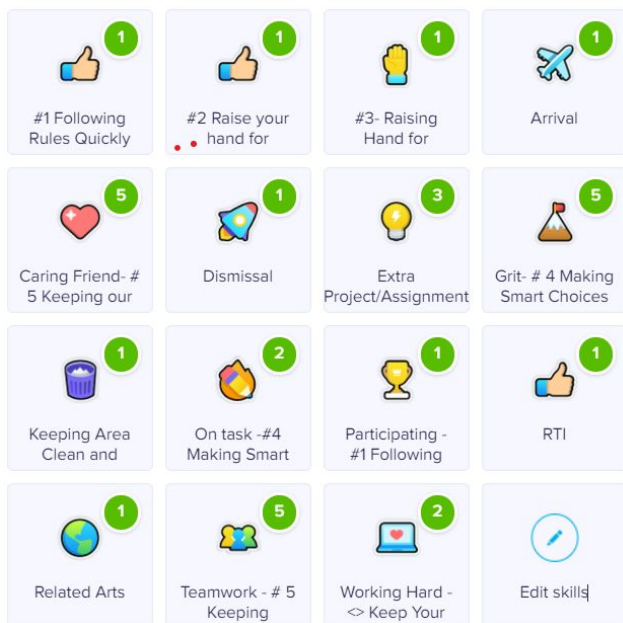 1
1
1
1
#1 Following
Rules Quickly
#2 Raise your
hand for
#3- Raising
Hand for
Arrival
5
1
3
5
Caring Friend- #
5 Keeping our
Dismissal
Extra
Project/Assignment
Grit- # 4 Making
Smart Choices
1
2
1
1
Keeping Area
Clean and
On task -#4
Making Smart
Participating -
#1 Following
RTI
1
5
2
Related Arts
Teamwork - # 5
Keeping
Working Hard -
<> Keep Your
Edit skills